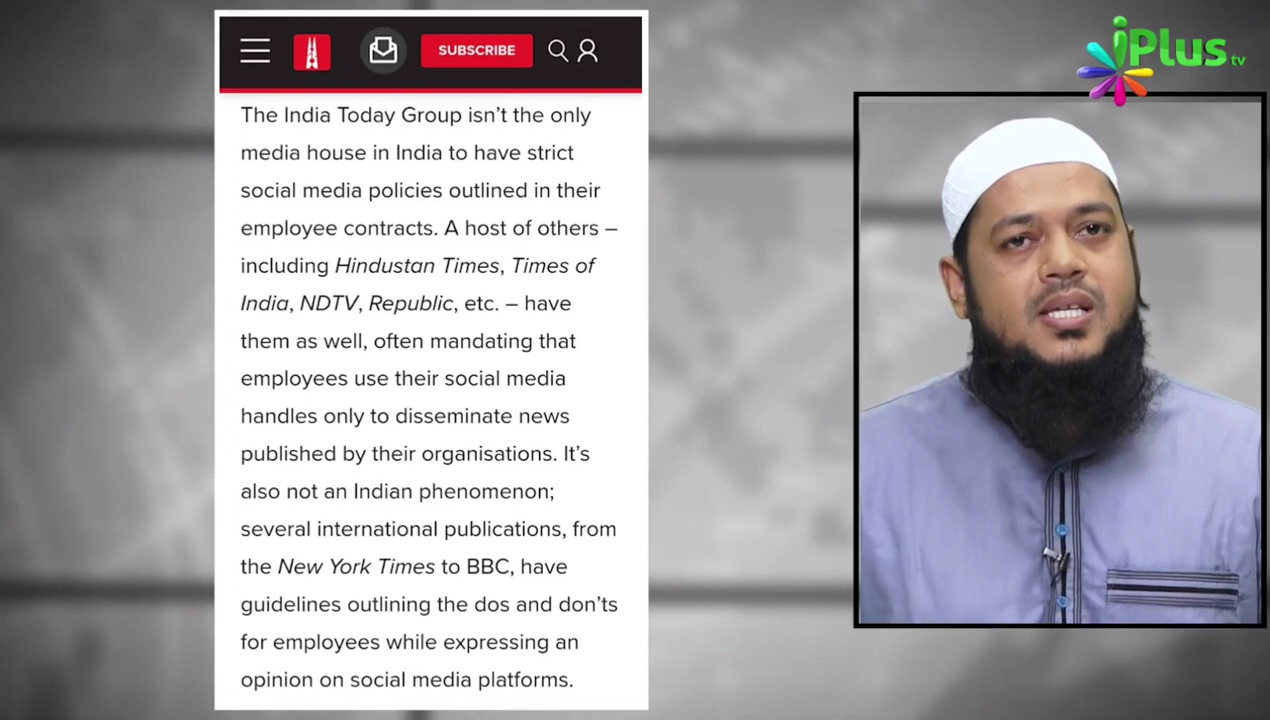 SUBSCRIBE
iPlus tv
The India Today Group isn't the only
media house in India to have strict
social media policies outlined in their
employee contracts. A host of others –
including Hindustan Times, Times of
India, NDTV, Republic, etc. – have
them as well, often mandating that
employees use their social media
handles only to disseminate news
published by their organisations. It's
also not an Indian phenomenon;
several international publications, from
the New York Times to BBC, have
guidelines outlining the dos and don'ts
for employees while expressing an
opinion on social media platforms.